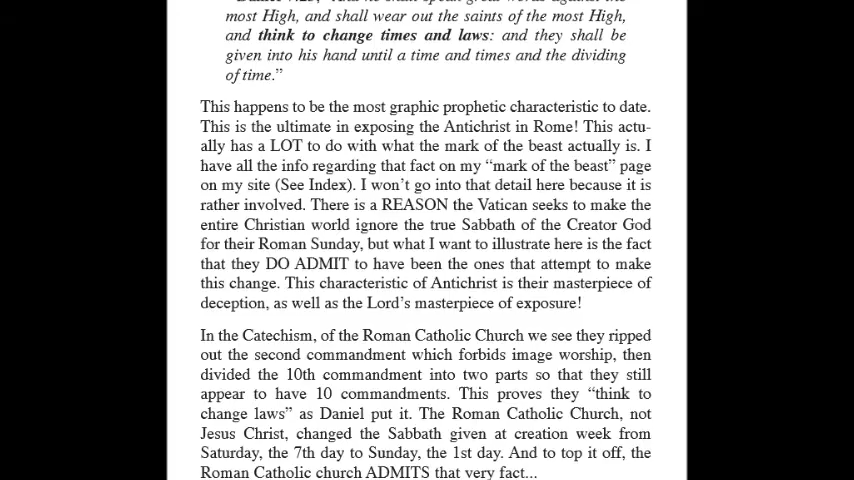 most High, and shall wear out the saints of the most High,
and think to change times and laws: and they shall be
given into his hand until a time and times and the dividing
of time.”
This happens to be the most graphic prophetic characteristic to date.
This is the ultimate in exposing the Antichrist in Rome! This actu-
ally has a LOT to do with what the mark of the beast actually is. I
have all the info regarding that fact on my “mark of the beast” page
on my site (See Index). I won’t go into that detail here because it is
rather involved. There is a REASON the Vatican seeks to make the
entire Christian world ignore the true Sabbath of the Creator God
for their Roman Sunday, but what I want to illustrate here is the fact
that they DO ADMIT to have been the ones that attempt to make
this change. This characteristic of Antichrist is their masterpiece of
deception, as well as the Lord’s masterpiece of exposure!
In the Catechism, of the Roman Catholic Church we see they ripped
out the second commandment which forbids image worship, then
divided the 10th commandment into two parts so that they still
appear to have 10 commandments. This proves they “think to
change laws” as Daniel put it. The Roman Catholic Church, not
Jesus Christ, changed the Sabbath given at creation week from
Saturday, the 7th day to Sunday, the 1st day. And to top it off, the
Roman Catholic church ADMITS that very fact...